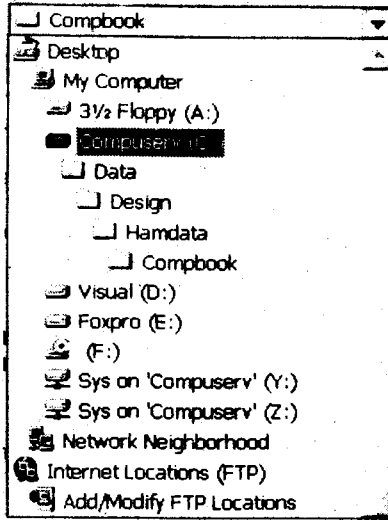 Compbook
Desktop
My Computer
3½ Floppy (A:)
Compuserv (C:)
Data
Design
Hamdata
Compbook
Visual (D:)
Foxpro (E:)
(F:)
Sys on 'Compuserv' (Y:)
Sys on 'Compuserv' (Z:)
Network Neighborhood
Internet Locations (FTP)
Add/Modify FTP Locations